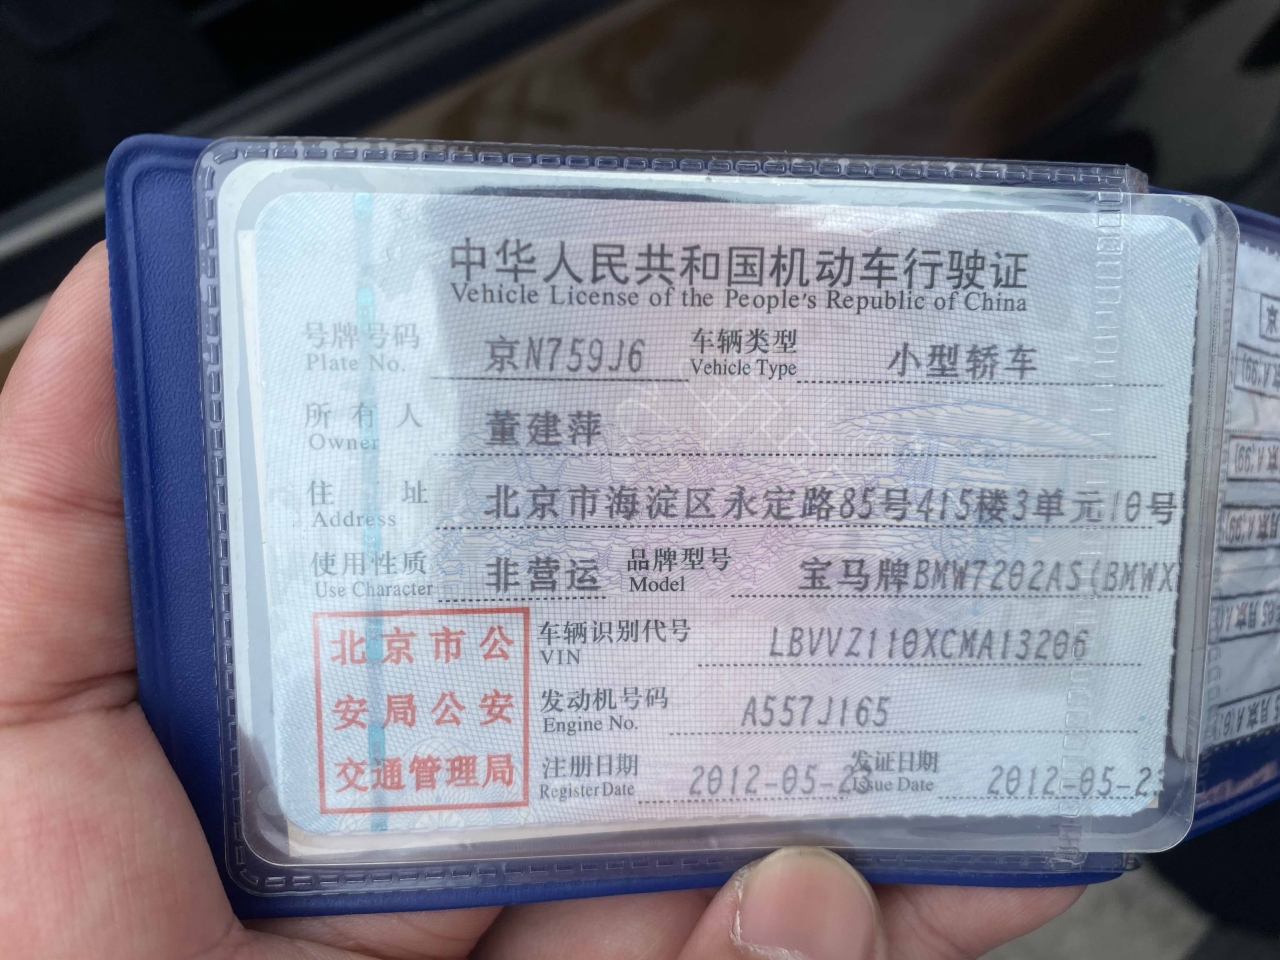 中华人民共和国机动车行驶证
Vehicle License of the People's Republic of China
号牌号码 京N759J6 车辆类型 小型轿车
Plate No. Vehicle Type
所有人 董建萍
Owner
住址 北京市海淀区永定路85号415楼3单元10号
Address
使用性质 非营运 品牌型号 宝马牌BMW7202AS(BMWX
Use Character Model
北京市公
安局公安
交通管理局
车辆识别代号 LBVVZ110XCMA13206
VIN
发动机号码 A557J165
Engine No.
注册日期 2012-05-23 发证日期 2012-05-23
Register Date Issue Date